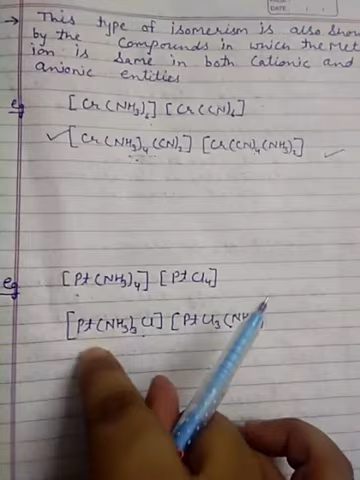 DATE:
→ This type of isomerism is also show
by the compounds in which the met
ion is same in both cationic and
anionic entities
eg [Cr(NH3)6] [Cr(CN)6]
✓[Cr(NH3)4(CN)2] [Cr(CN)4(NH3)2] ✓
eg [Pt(NH3)4] [PtCl4]
[Pt(NH3)3Cl] [PtCl3(NH